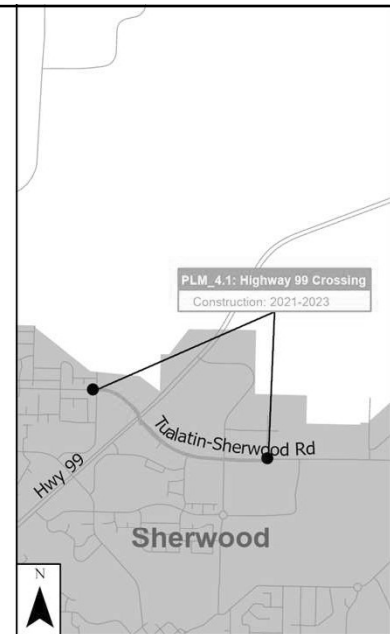 PLM_4.1: Highway 99 Crossing
Construction: 2021-2023
Tualatin-Sherwood Rd
Hwy 99
Sherwood
N